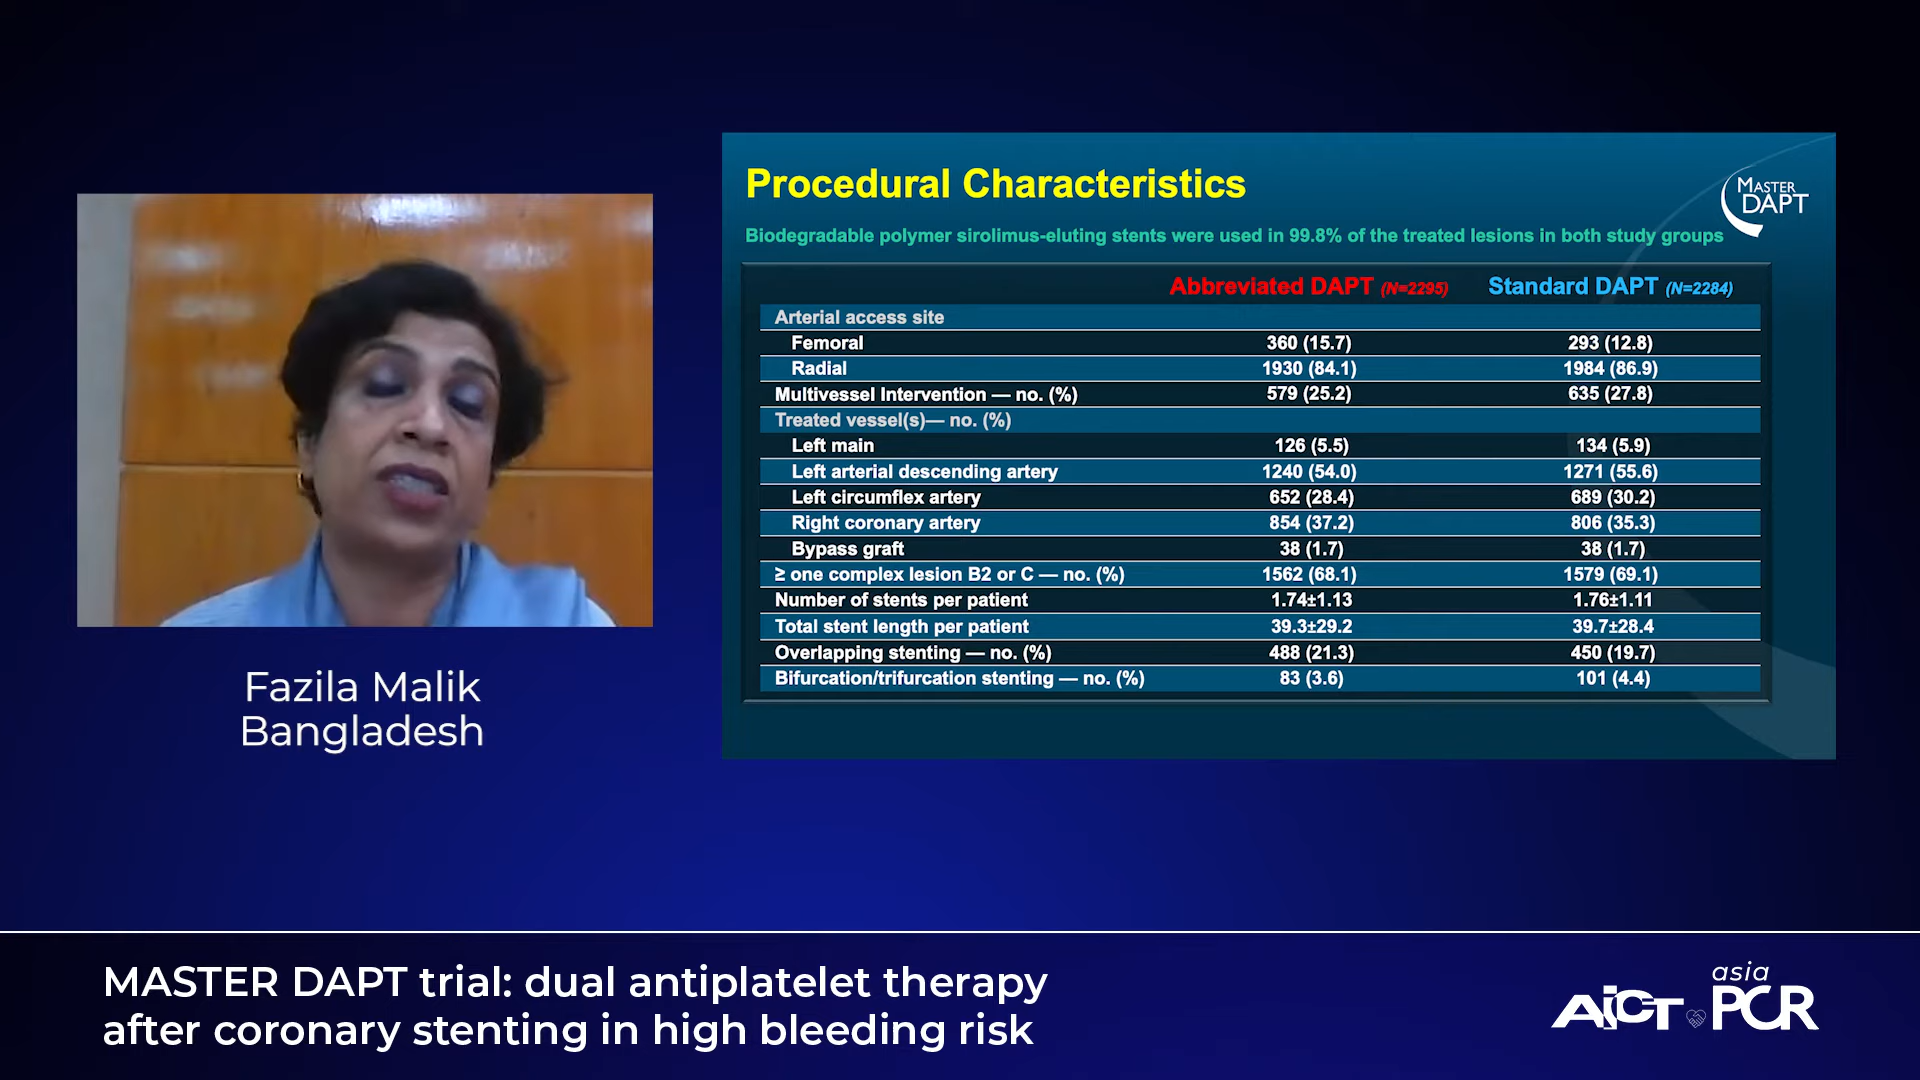 Procedural Characteristics
MASTER
DAPT
Biodegradable polymer sirolimus-eluting stents were used in 99.8% of the treated lesions in both study groups
Abbreviated DAPT (N=2295) Standard DAPT (N=2284)
Arterial access site
Femoral 360 (15.7) 293 (12.8)
Radial 1930 (84.1) 1984 (86.9)
Multivessel Intervention — no. (%) 579 (25.2) 635 (27.8)
Treated vessel(s)— no. (%)
Left main 126 (5.5) 134 (5.9)
Left arterial descending artery 1240 (54.0) 1271 (55.6)
Left circumflex artery 652 (28.4) 689 (30.2)
Right coronary artery 854 (37.2) 806 (35.3)
Bypass graft 38 (1.7) 38 (1.7)
≥ one complex lesion B2 or C — no. (%) 1562 (68.1) 1579 (69.1)
Number of stents per patient 1.74±1.13 1.76±1.11
Total stent length per patient 39.3±29.2 39.7±28.4
Overlapping stenting — no. (%) 488 (21.3) 450 (19.7)
Bifurcation/trifurcation stenting — no. (%) 83 (3.6) 101 (4.4)
Fazila Malik
Bangladesh
MASTER DAPT trial: dual antiplatelet therapy
after coronary stenting in high bleeding risk
asia
AICT PCR